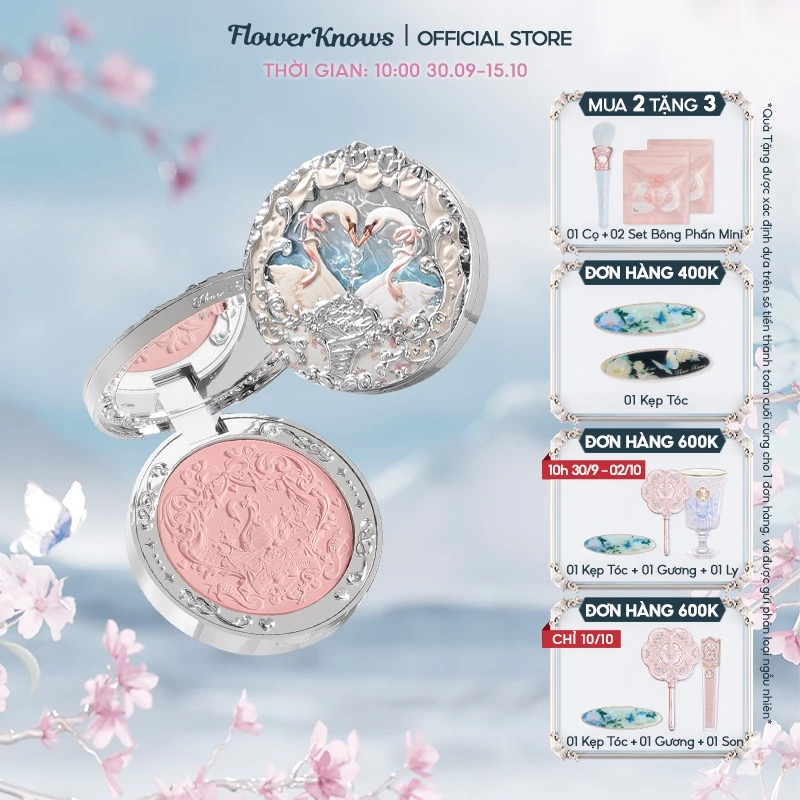 FlowerKnows | OFFICIAL STORE
THỜI GIAN: 10:00 30.09-15.10
MUA 2 TẶNG 3
01 Cọ + 02 Set Bông Phấn Mini
ĐƠN HÀNG 400K
01 Kẹp Tóc
ĐƠN HÀNG 600K
10h 30/9 - 02/10
01 Kẹp Tóc + 01 Gương + 01 Ly
ĐƠN HÀNG 600K
CHỈ 10/10
01 Kẹp Tóc + 01 Gương + 01 Son
*Quà Tặng được xác định dựa trên số tiền thanh toán cuối cùng cho 1 đơn hàng, và được gửi phân loại ngẫu nhiên*